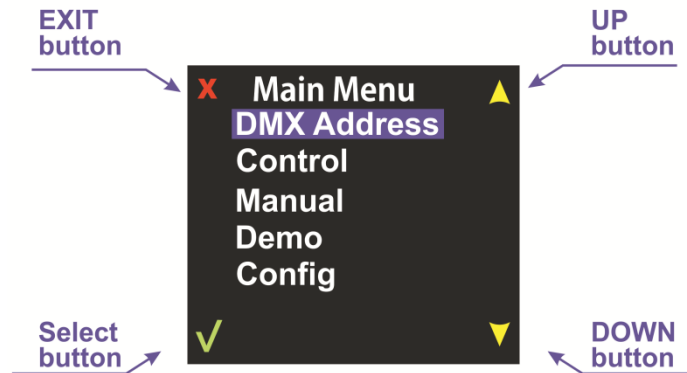 EXIT
button
UP
button
X
Main Menu
DMX Address
Control
Manual
Demo
Config
Select
button
√
DOWN
button